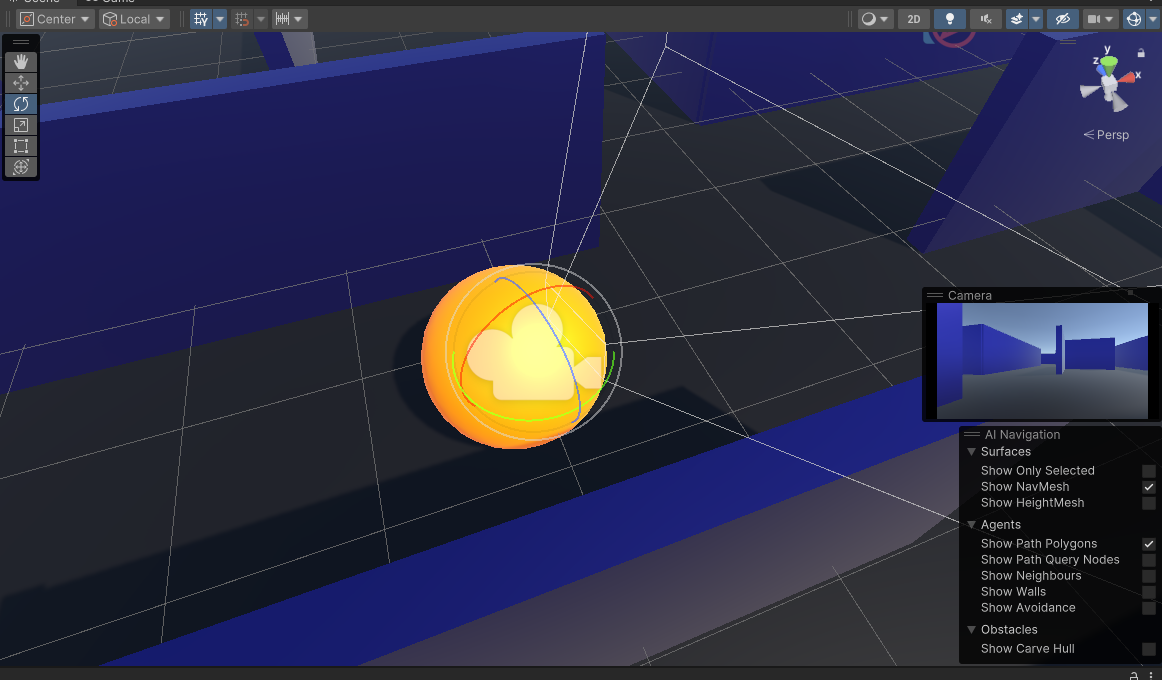 Center
Local
2D
y
z
x
Persp
Camera
AI Navigation
Surfaces
Show Only Selected
Show NavMesh
Show HeightMesh
Agents
Show Path Polygons
Show Path Query Nodes
Show Neighbours
Show Walls
Show Avoidance
Obstacles
Show Carve Hull